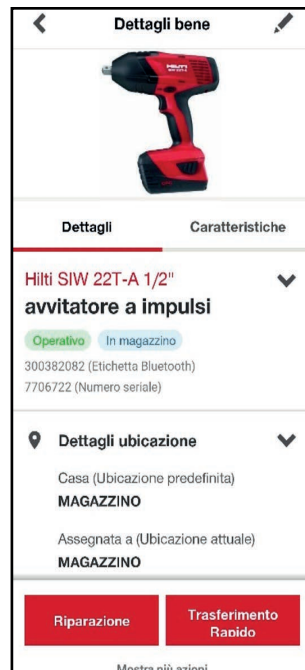 Dettagli bene
HILTI
Dettagli
Caratteristiche
Hilti SIW 22T-A 1/2"
avvitatore a impulsi
Operativo
In magazzino
300382082 (Etichetta Bluetooth)
7706722 (Numero seriale)
Dettagli ubicazione
Casa (Ubicazione predefinita)
MAGAZZINO
Assegnata a (Ubicazione attuale)
MAGAZZINO
Riparazione
Trasferimento
Rapido
Mostra più azioni